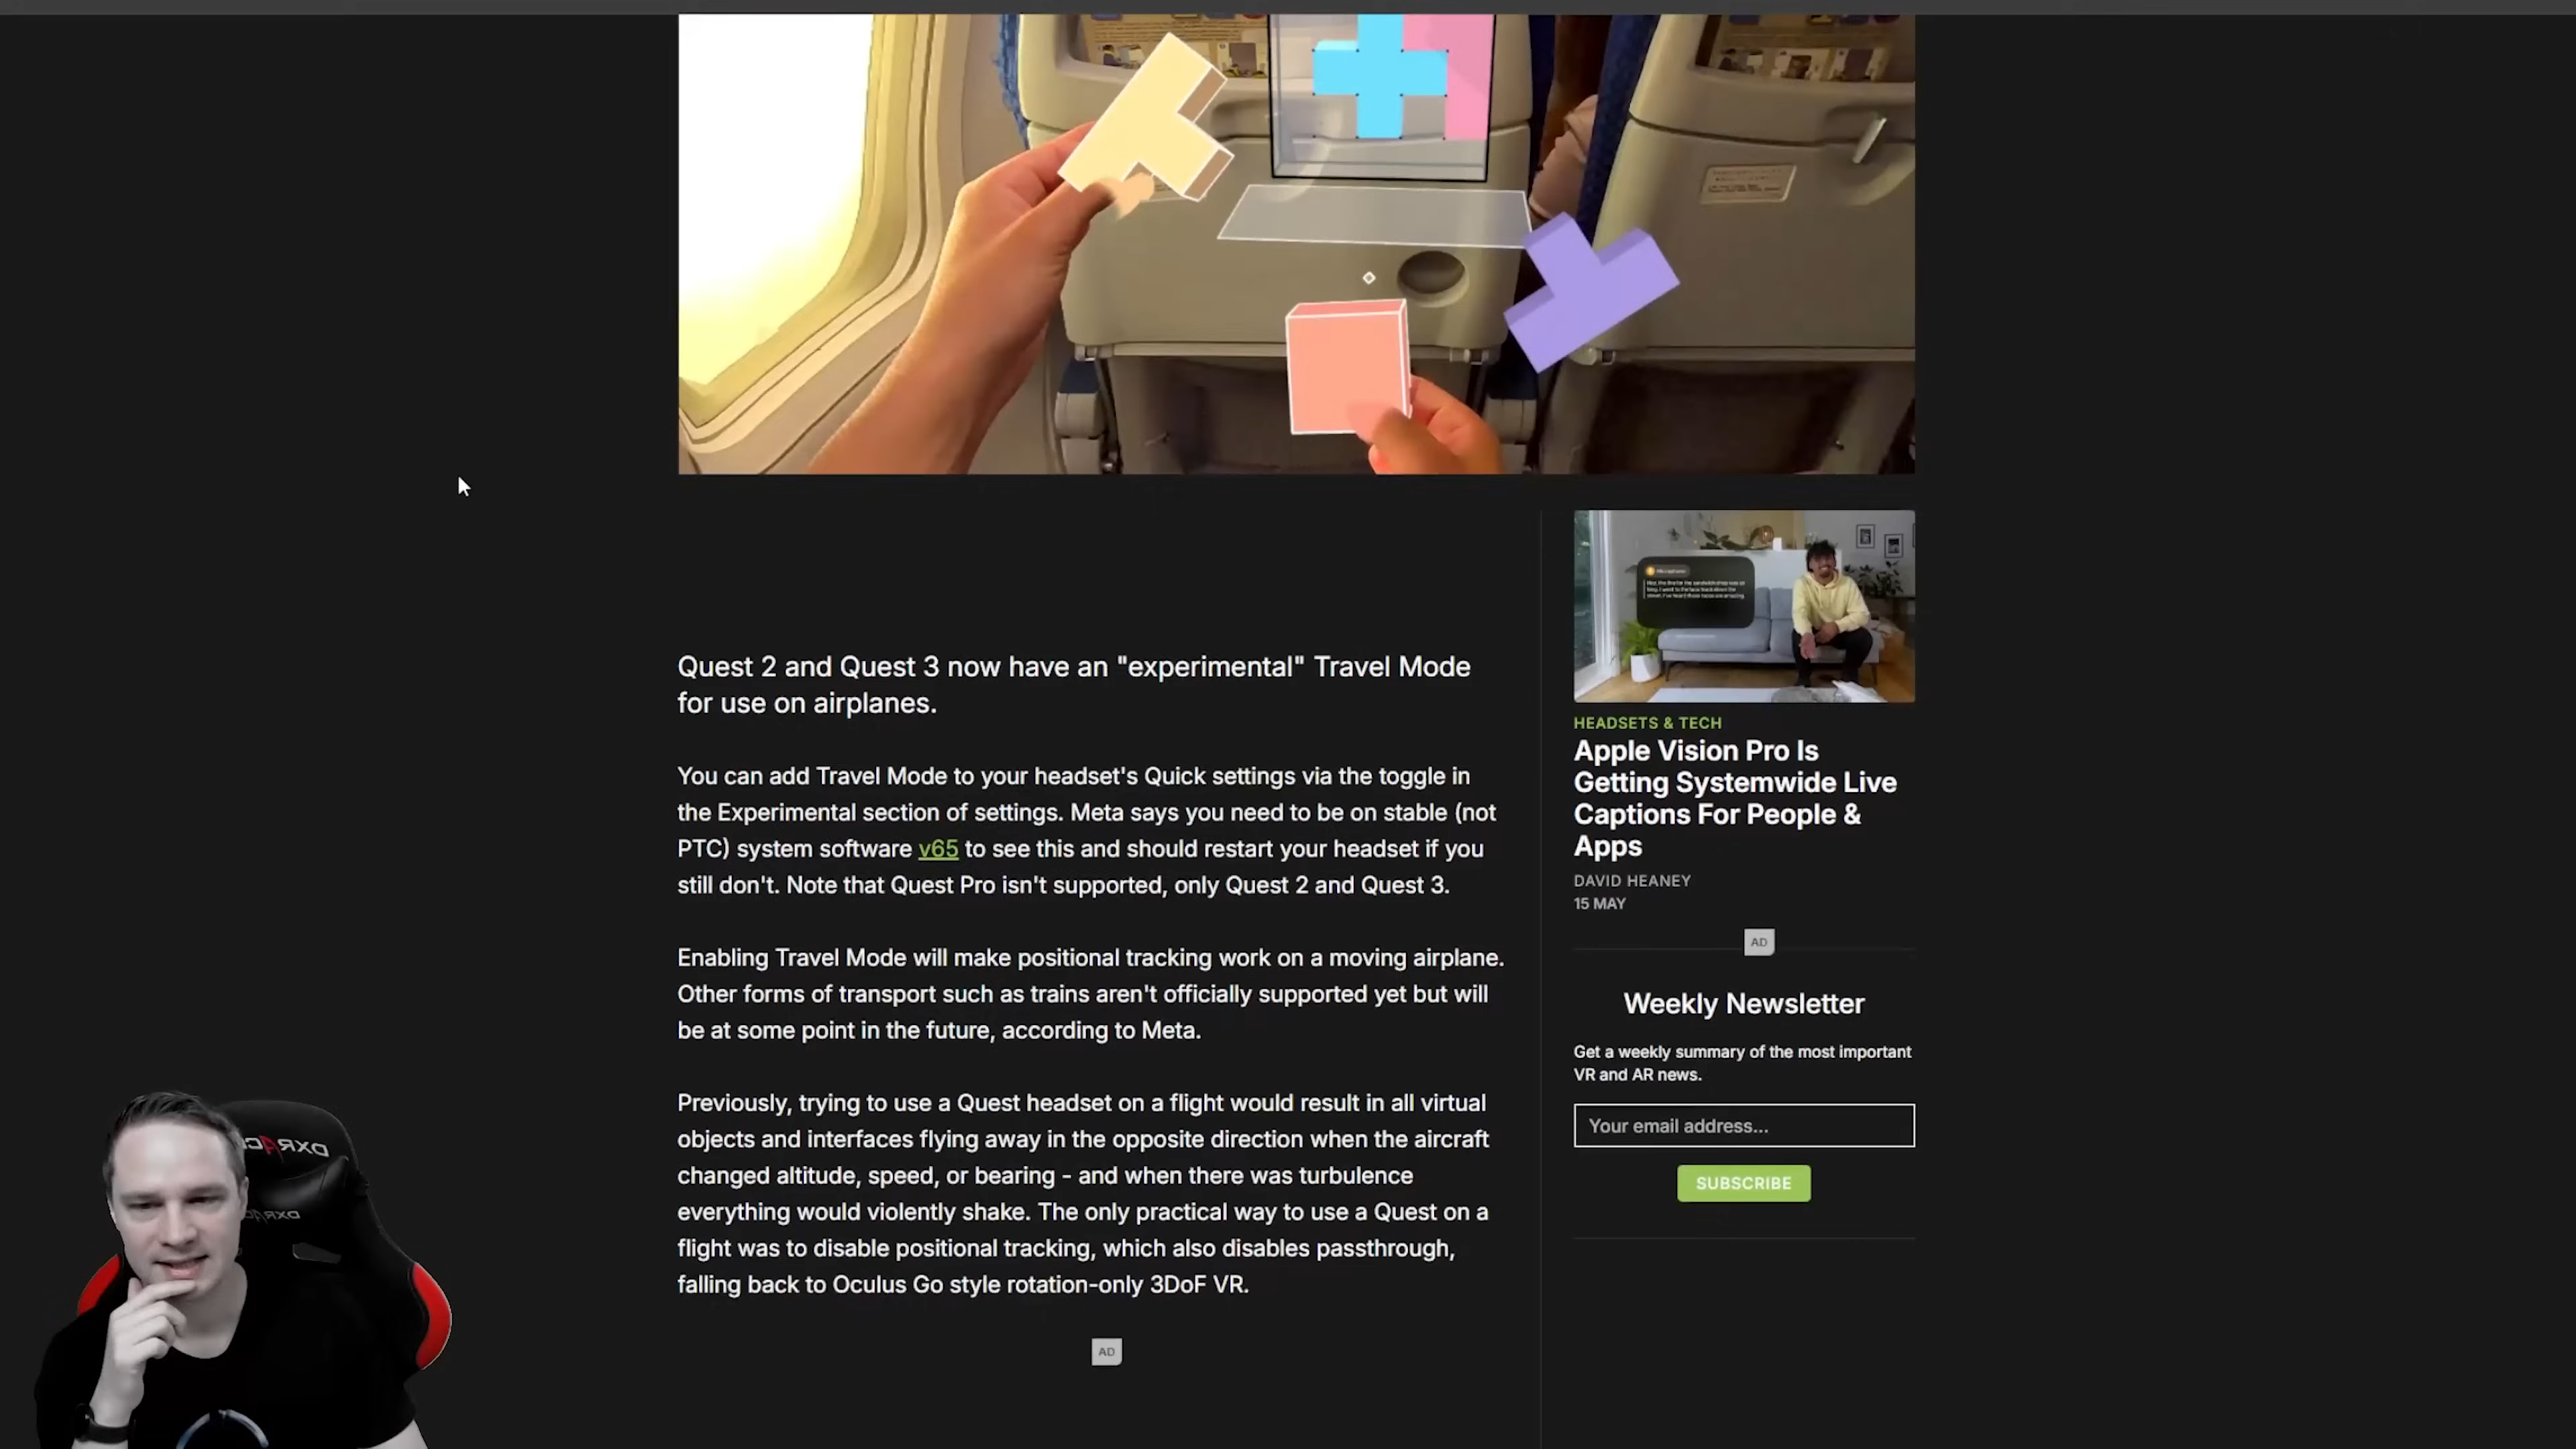 Quest 2 and Quest 3 now have an "experimental" Travel Mode
for use on airplanes.
You can add Travel Mode to your headset's Quick settings via the toggle in
the Experimental section of settings. Meta says you need to be on stable (not
PTC) system software v65 to see this and should restart your headset if you
still don't. Note that Quest Pro isn't supported, only Quest 2 and Quest 3.
Enabling Travel Mode will make positional tracking work on a moving airplane.
Other forms of transport such as trains aren't officially supported yet but will
be at some point in the future, according to Meta.
Previously, trying to use a Quest headset on a flight would result in all virtual
objects and interfaces flying away in the opposite direction when the aircraft
changed altitude, speed, or bearing - and when there was turbulence
everything would violently shake. The only practical way to use a Quest on a
flight was to disable positional tracking, which also disables passthrough,
falling back to Oculus Go style rotation-only 3DoF VR.
AD
HEADSETS & TECH
Apple Vision Pro Is
Getting Systemwide Live
Captions For People &
Apps
DAVID HEANEY
15 MAY
AD
Weekly Newsletter
Get a weekly summary of the most important
VR and AR news.
Your email address...
SUBSCRIBE